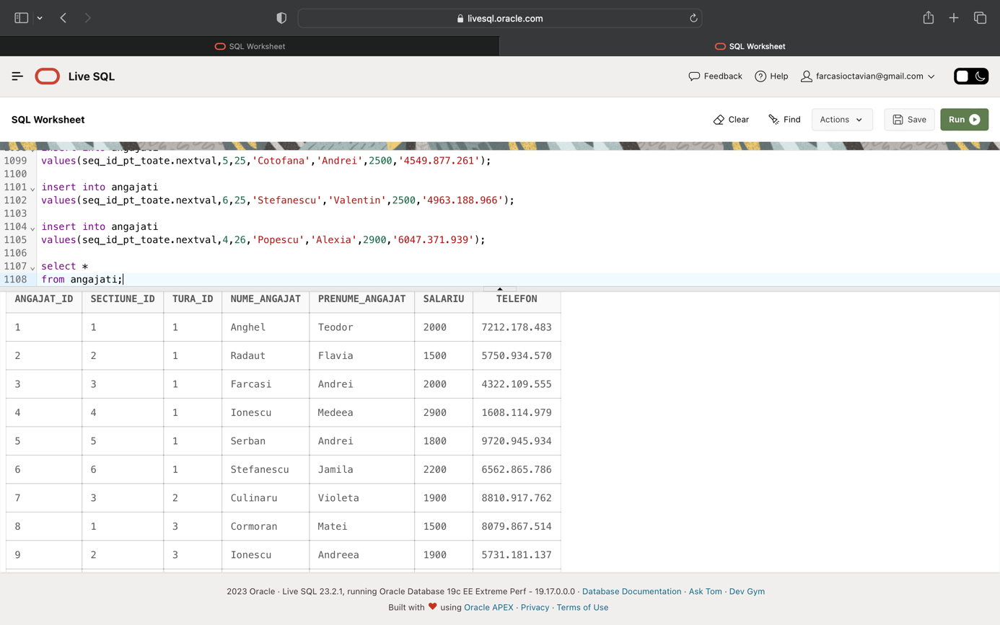 livesql.oracle.com
SQL Worksheet
SQL Worksheet
Live SQL
Feedback
Help
farcasioctavian@gmail.com
SQL Worksheet
Clear
Find
Actions
Save
Run
1099 values(seq_id_pt_toate.nextval,5,25,'Cotofana','Andrei',2500,'4549.877.261');
1100
1101 insert into angajati
1102 values(seq_id_pt_toate.nextval,6,25,'Stefanescu','Valentin',2500,'4963.188.966');
1103
1104 insert into angajati
1105 values(seq_id_pt_toate.nextval,4,26,'Popescu','Alexia',2900,'6047.371.939');
1106
1107 select *
1108 from angajati;
ANGAJAT_ID SECTIUNE_ID TURA_ID NUME_ANGAJAT PRENUME_ANGAJAT SALARIU TELEFON
1 1 1 Anghel Teodor 2000 7212.178.483
2 2 1 Radaut Flavia 1500 5750.934.570
3 3 1 Farcasi Andrei 2000 4322.109.555
4 4 1 Ionescu Medeea 2900 1608.114.979
5 5 1 Serban Andrei 1800 9720.945.934
6 6 1 Stefanescu Jamila 2200 6562.865.786
7 3 2 Culinaru Violeta 1900 8810.917.762
8 1 3 Cormoran Matei 1500 8079.867.514
9 2 3 Ionescu Andreea 1900 5731.181.137
2023 Oracle · Live SQL 23.2.1, running Oracle Database 19c EE Extreme Perf - 19.17.0.0.0 · Database Documentation · Ask Tom · Dev Gym
Built with ❤ using Oracle APEX · Privacy · Terms of Use